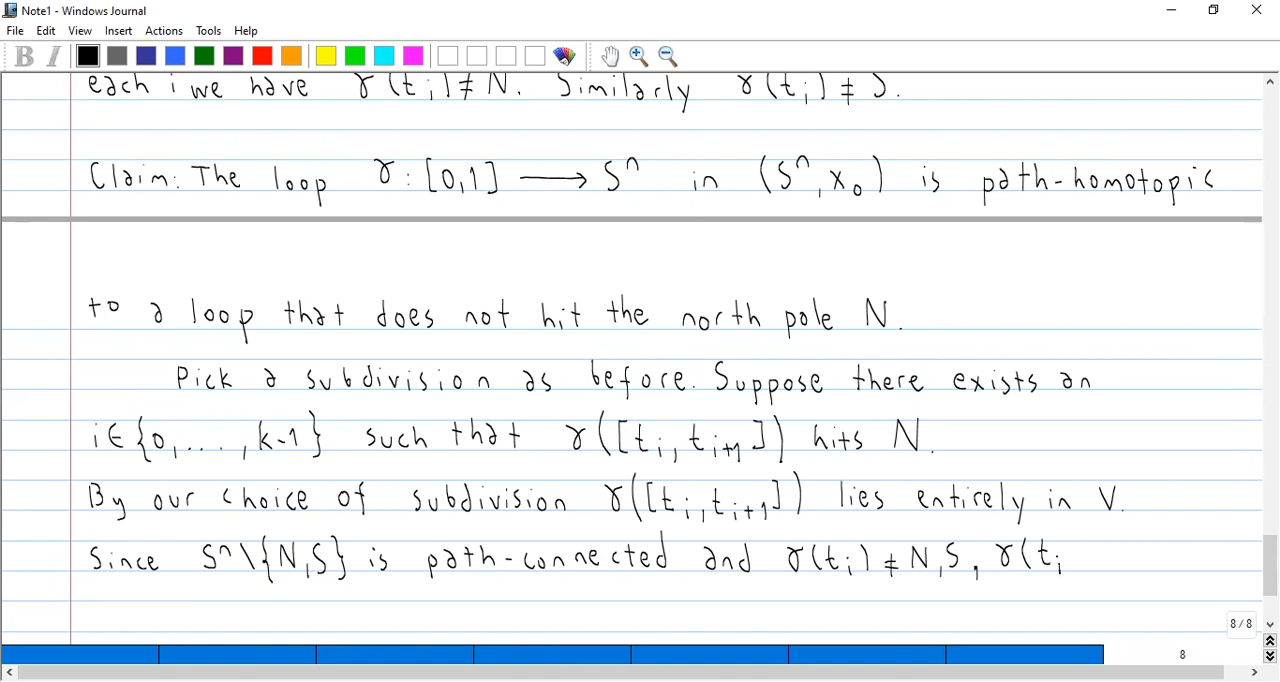 Note1 - Windows Journal
File Edit View Insert Actions Tools Help
B I
each i we have γ(t_i) ≠ N. Similarly γ(t_i) ≠ S.
Claim: The loop γ : [0,1] ⟶ S^n in (S^n, x_0) is path-homotopic
to a loop that does not hit the north pole N.
Pick a subdivision as before. Suppose there exists an
i ∈ {0, ..., k-1} such that γ([t_i, t_{i+1}]) hits N.
By our choice of subdivision γ([t_i, t_{i+1}]) lies entirely in V.
Since S^n \ {N,S} is path-connected and γ(t_i) ≠ N,S, γ(t_i
8 / 8
8